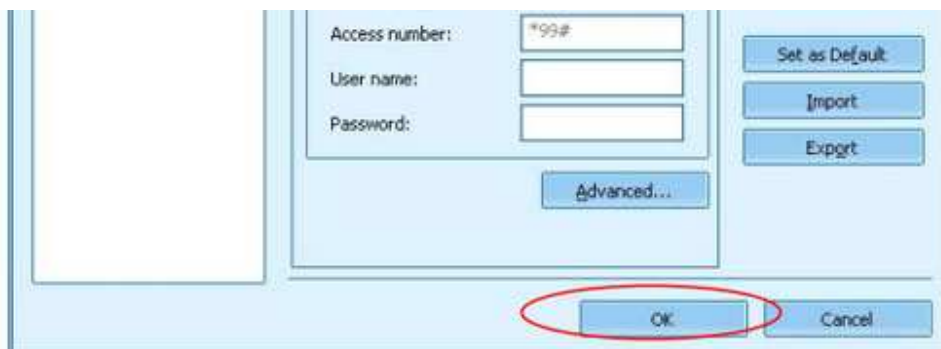 Access number:
*99#
User name:
Password:
Set as Default
Import
Export
Advanced...
OK
Cancel